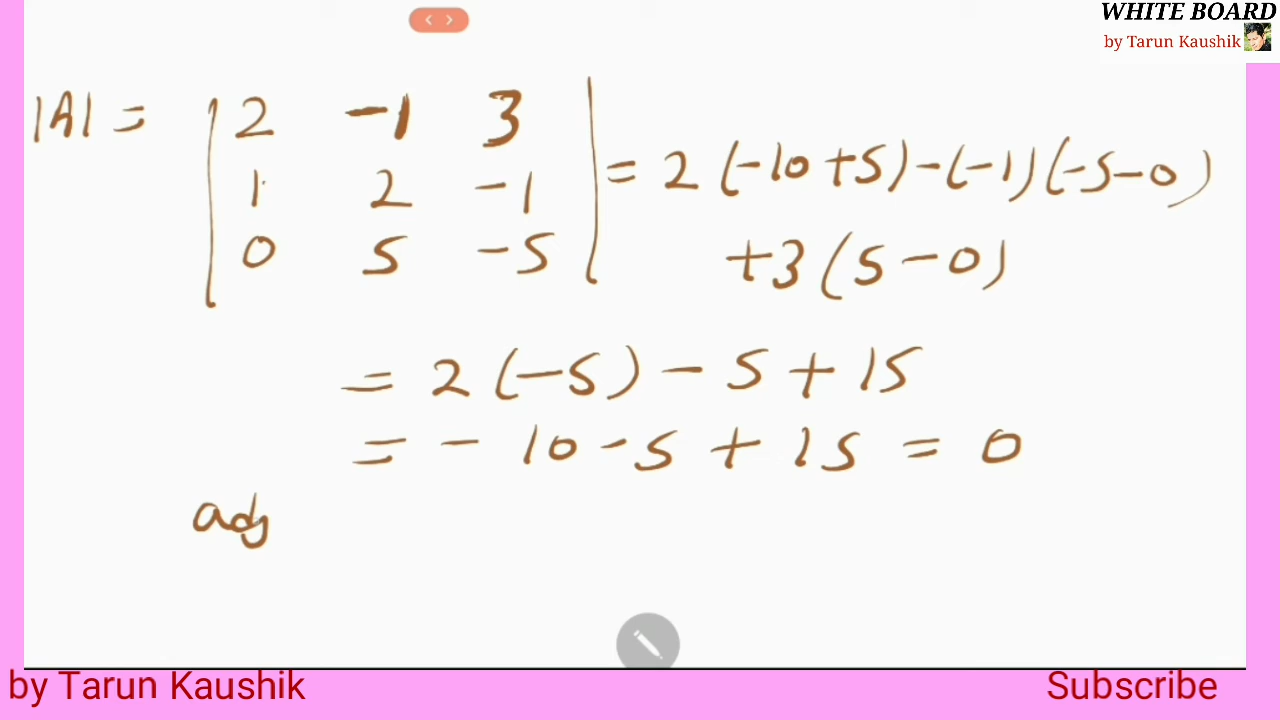 WHITE BOARD
by Tarun Kaushik
|A| = | 2 -1 3 |
1 2 -1
0 5 -5
= 2(-10+5)-(-1)(-5-0)
+3(5-0)
= 2(-5)-5+15
= -10-5+15=0
adj
by Tarun Kaushik
Subscribe